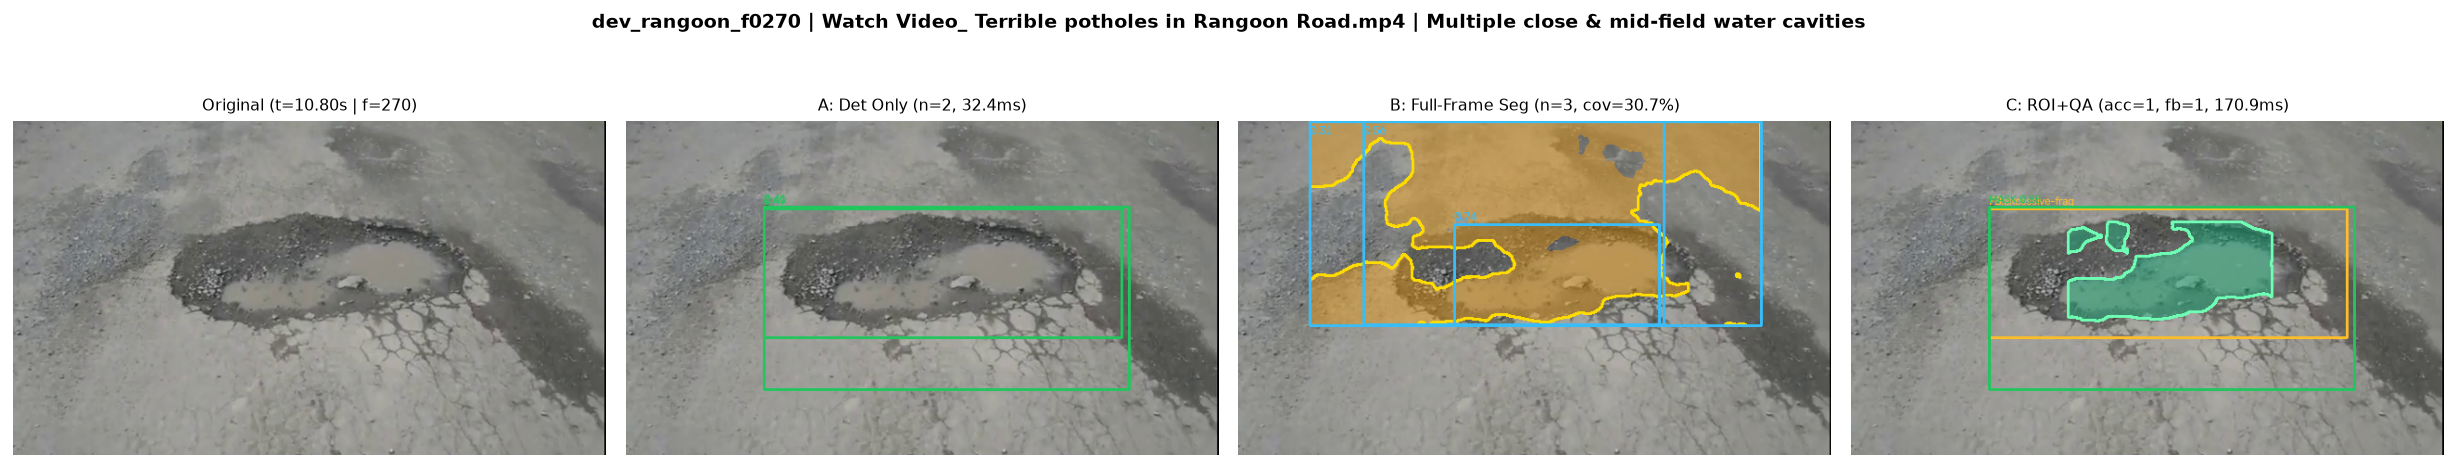 dev_rangoon_f0270 | Watch Video_ Terrible potholes in Rangoon Road.mp4 | Multiple close & mid-field water cavities
Original (t=10.80s | f=270)
A: Det Only (n=2, 32.4ms)
B: Full-Frame Seg (n=3, cov=30.7%)
C: ROI+QA (acc=1, fb=1, 170.9ms)